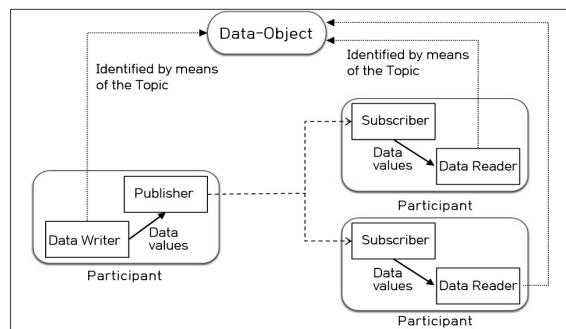 Data-Object
Identified by means
of the Topic
Identified by means
of the Topic
Subscriber
Data
values
Data Reader
Participant
Publisher
Data Writer
Data
values
Participant
Subscriber
Data
values
Data Reader
Participant